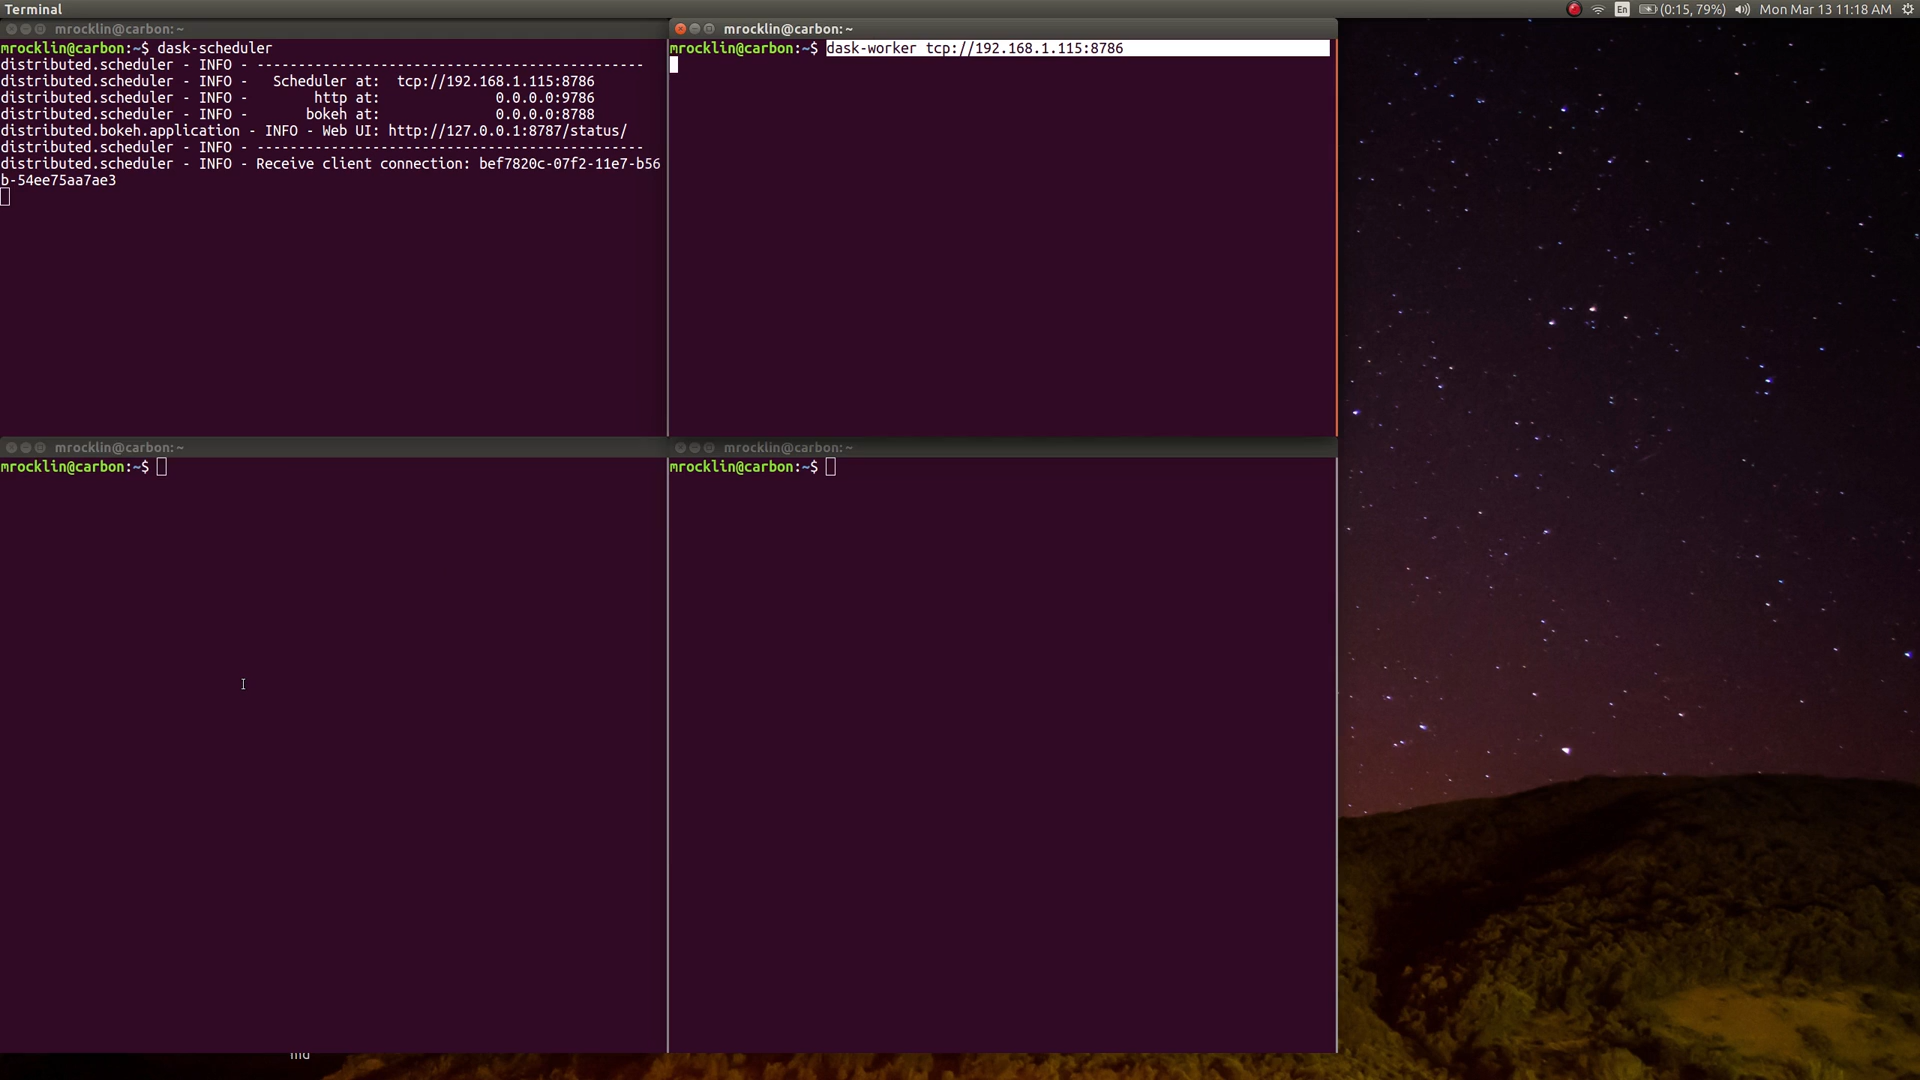 Terminal
En (0:15, 79%) Mon Mar 13 11:18 AM
mrocklin@carbon: ~
mrocklin@carbon:~$ dask-scheduler
distributed.scheduler - INFO - -----------------------------------------------
distributed.scheduler - INFO -   Scheduler at:  tcp://192.168.1.115:8786
distributed.scheduler - INFO -        http at:              0.0.0.0:9786
distributed.scheduler - INFO -       bokeh at:              0.0.0.0:8788
distributed.bokeh.application - INFO - Web UI: http://127.0.0.1:8787/status/
distributed.scheduler - INFO - -----------------------------------------------
distributed.scheduler - INFO - Receive client connection: bef7820c-07f2-11e7-b56
b-54ee75aa7ae3
mrocklin@carbon: ~
mrocklin@carbon:~$ dask-worker tcp://192.168.1.115:8786
mrocklin@carbon: ~
mrocklin@carbon:~$
mrocklin@carbon: ~
mrocklin@carbon:~$